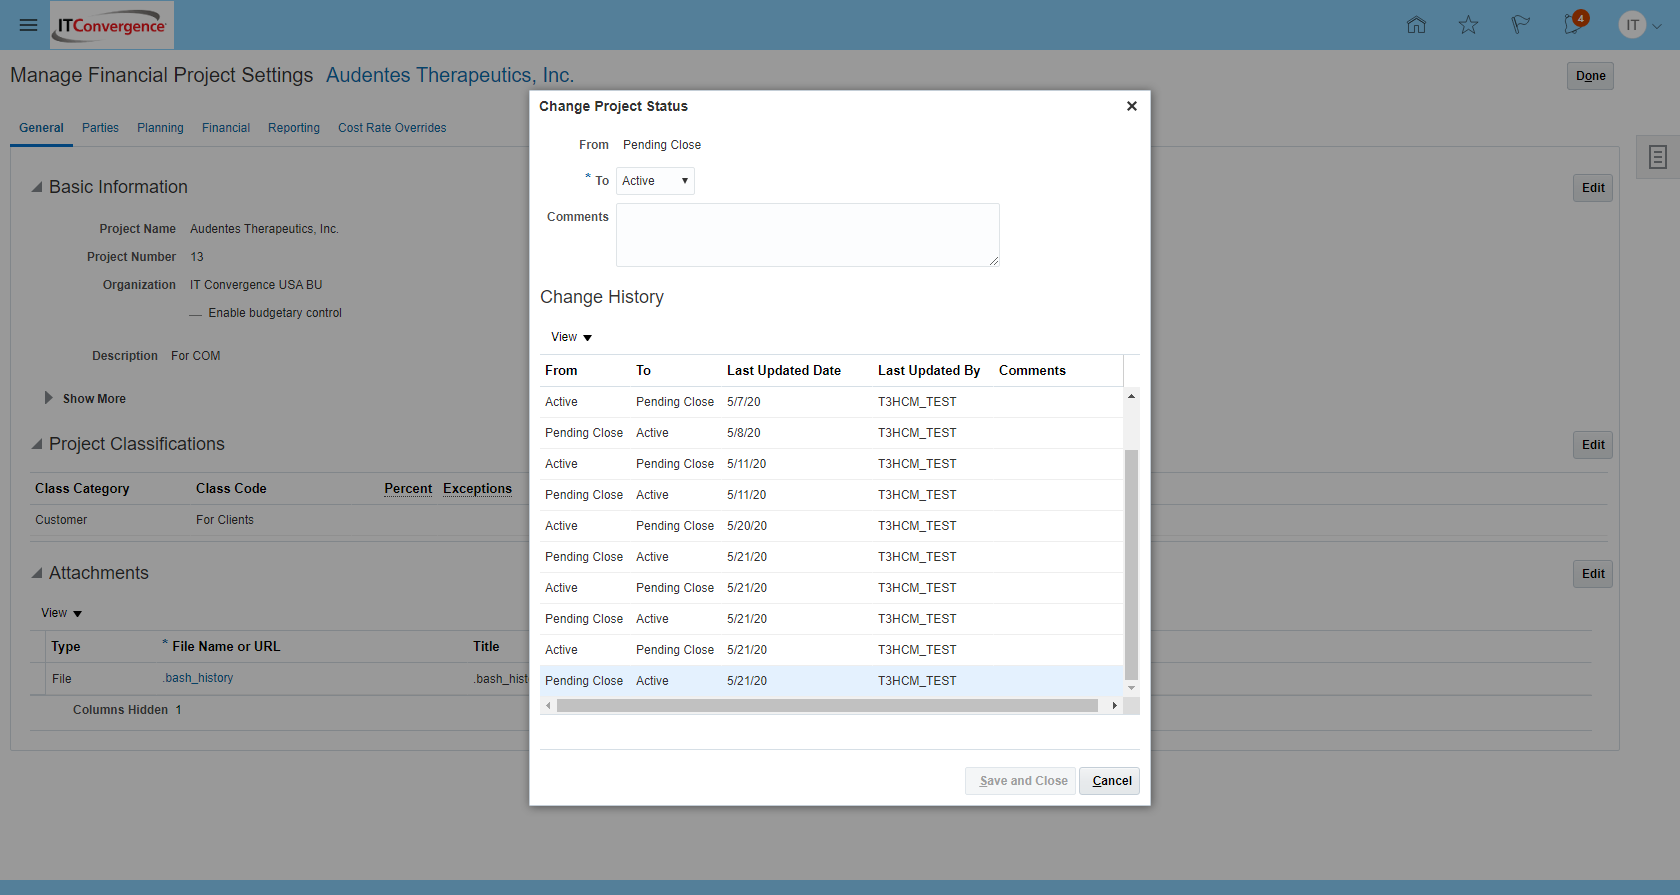 ITConvergence
4
IT
Manage Financial Project Settings Audentes Therapeutics, Inc.
Done
General Parties Planning Financial Reporting Cost Rate Overrides
Basic Information
Edit
Project Name Audentes Therapeutics, Inc.
Project Number 13
Organization IT Convergence USA BU
Enable budgetary control
Description For COM
Show More
Project Classifications
Edit
Class Category Class Code Percent Exceptions
Customer For Clients
Attachments
Edit
View
Type * File Name or URL Title
File .bash_history .bash_hist
Columns Hidden 1
Change Project Status
From Pending Close
* To Active
Comments
Change History
View
From To Last Updated Date Last Updated By Comments
Active Pending Close 5/7/20 T3HCM_TEST
Pending Close Active 5/8/20 T3HCM_TEST
Active Pending Close 5/11/20 T3HCM_TEST
Pending Close Active 5/11/20 T3HCM_TEST
Active Pending Close 5/20/20 T3HCM_TEST
Pending Close Active 5/21/20 T3HCM_TEST
Active Pending Close 5/21/20 T3HCM_TEST
Pending Close Active 5/21/20 T3HCM_TEST
Active Pending Close 5/21/20 T3HCM_TEST
Pending Close Active 5/21/20 T3HCM_TEST
Save and Close Cancel